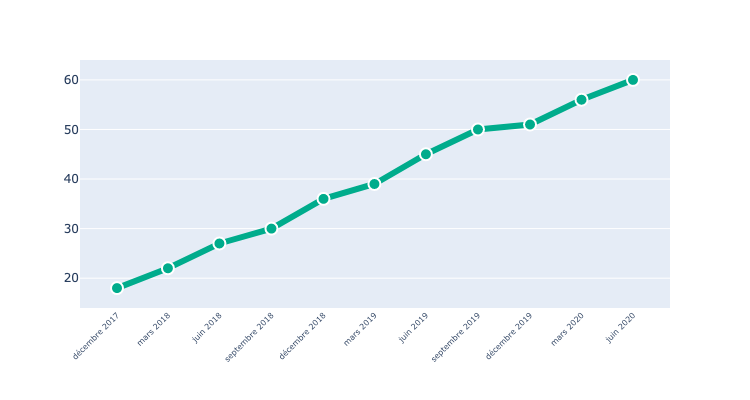 60
50
40
30
20
décembre 2017
mars 2018
juin 2018
septembre 2018
décembre 2018
mars 2019
juin 2019
septembre 2019
décembre 2019
mars 2020
juin 2020